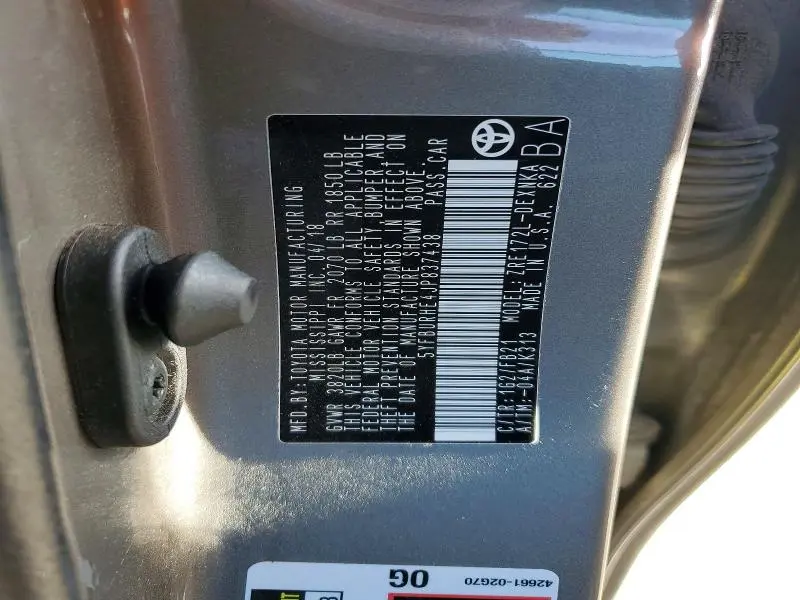 MFD.BY:TOYOTA MOTOR MANUFACTURING
MISSISSIPPI INC. 04/18
GVWR 3820LB GAWR FR 2070 LB RR 1850LB
THIS VEHICLE CONFORMS TO ALL APPLICABLE
FEDERAL MOTOR VEHICLE SAFETY, BUMPER AND
THEFT PREVENTION STANDARDS IN EFFECT ON
THE DATE OF MANUFACTURE SHOWN ABOVE.
5YFBURHE4JP837438 PASS.CAR
C/TR:1G2/FB21 MODEL:ZRE172L-DEXNKA
A/TM:-04A/K313 MADE IN U.S.A. 622
BA
42661-02G70
OG